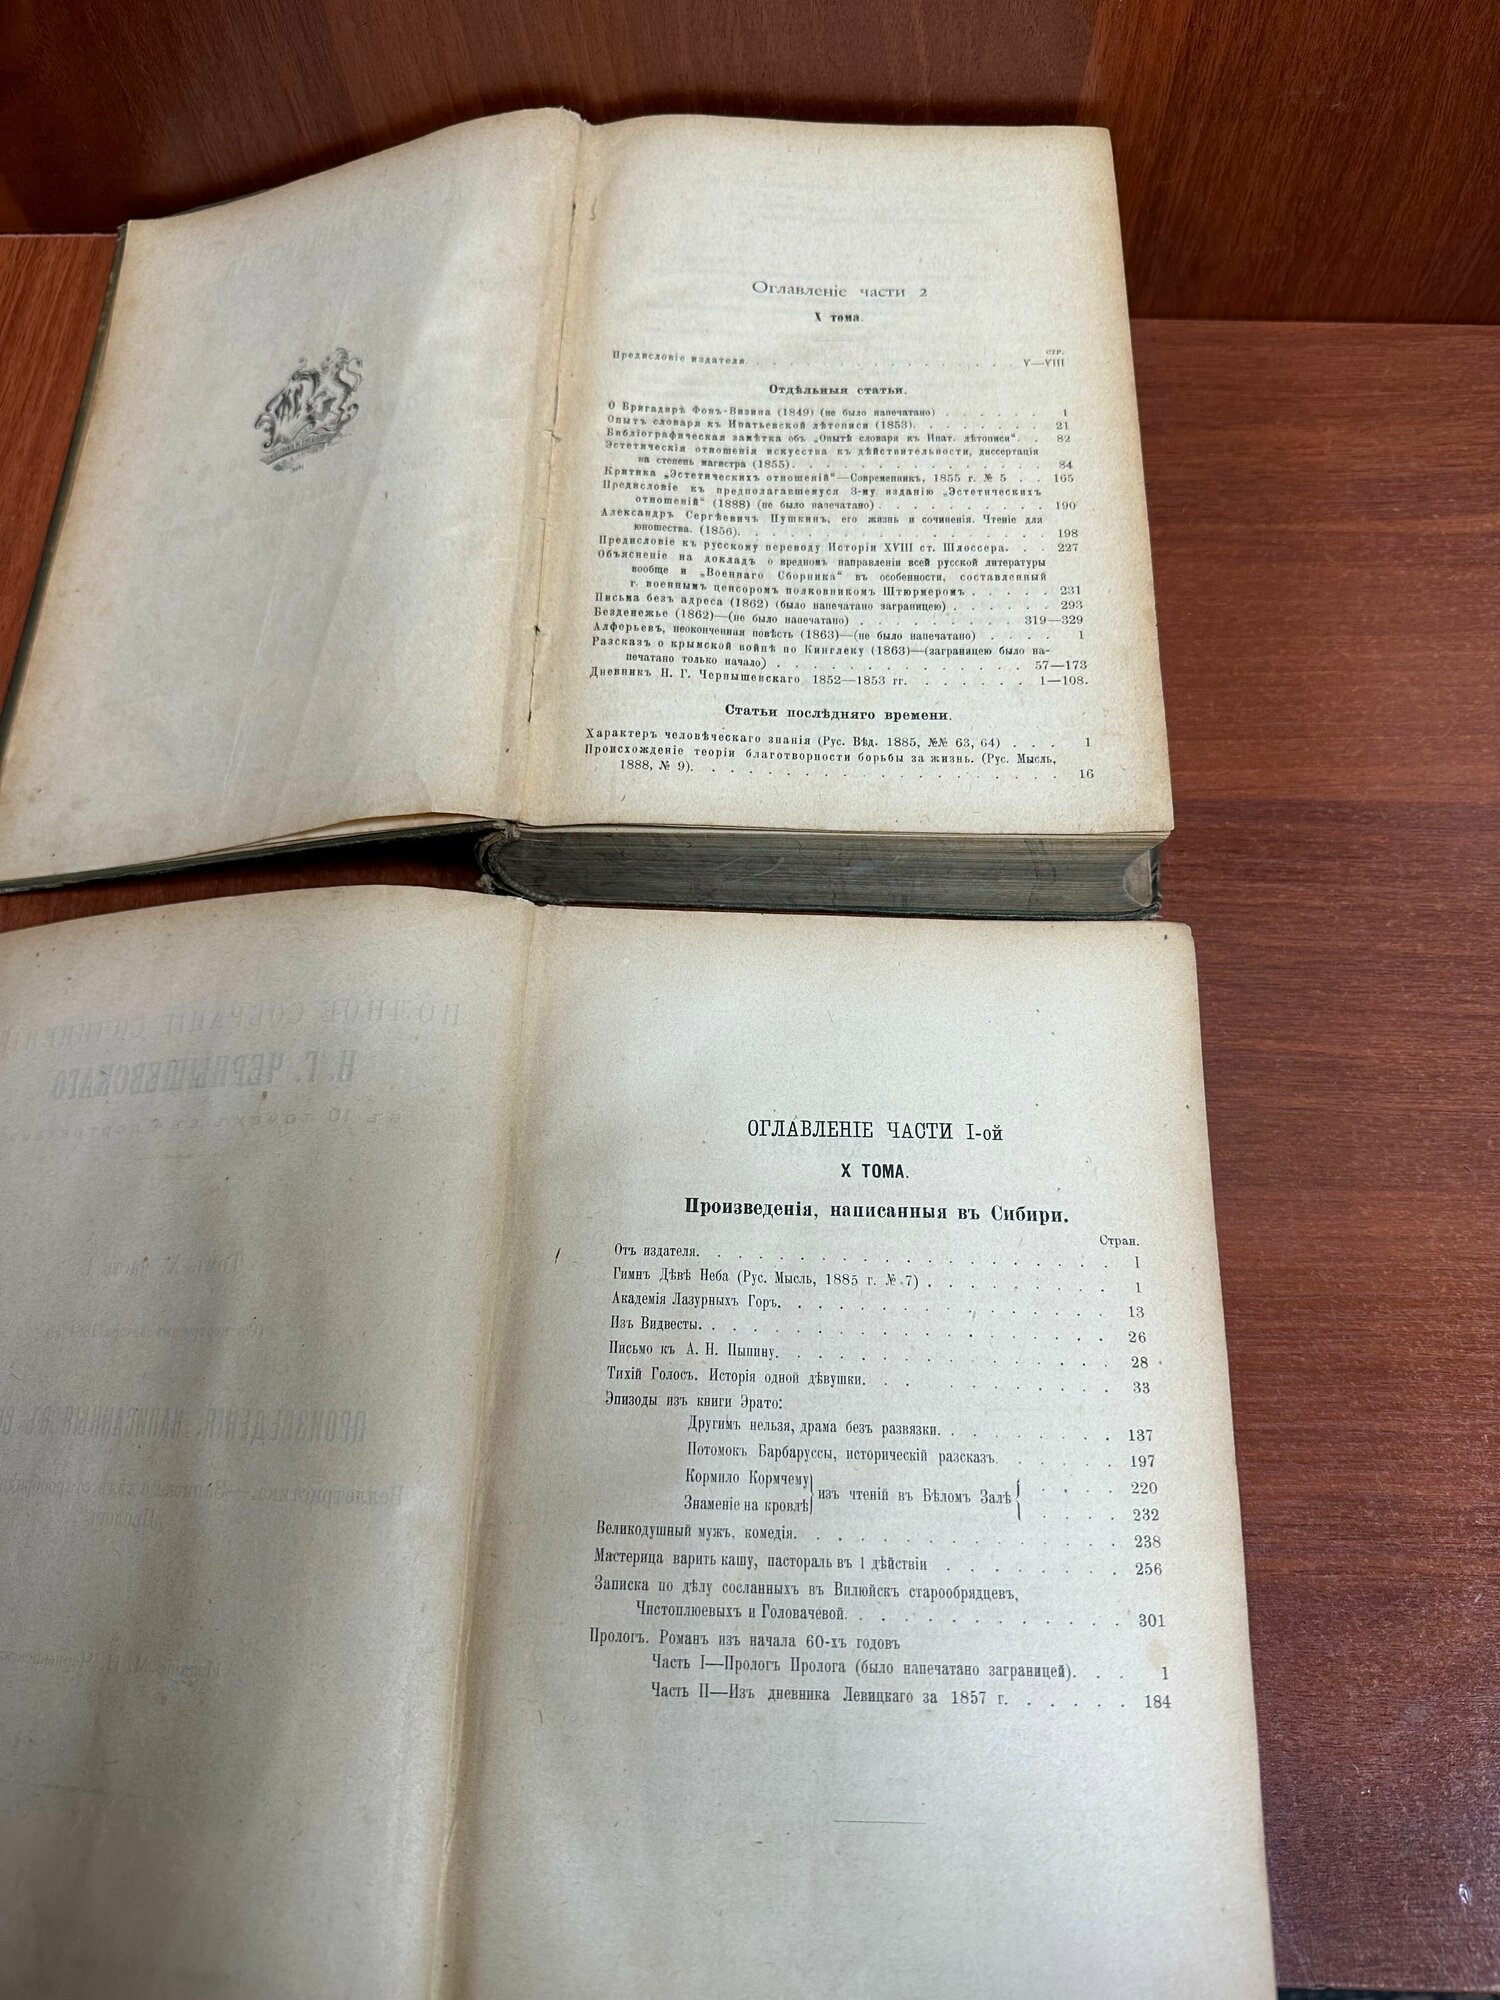 Оглавленіе части 2
X тома.
стр.
Предисловіе издателя. V—VIII
Отдѣльныя статьи.
О Бригадирѣ Фонъ-Визина (1849) (не было напечатано) 1
Опытъ словаря къ Ипатьевской лѣтописи (1853). 21
Библіографическая замѣтка объ „Опытѣ словаря къ Ипат. лѣтописи“. 82
Эстетическія отношенія искусства къ дѣйствительности, диссертація
на степень магистра (1855). 84
Критика „Эстетическихъ отношеній“—Современникъ, 1855 г. № 5 165
Предисловіе къ предполагавшемуся 3-му изданію „Эстетическихъ
отношеній“ (1888) (не было напечатано) 190
Александръ Сергѣевичъ Пушкинъ, его жизнь и сочиненія. Чтеніе для
юношества. (1856). 198
Предисловіе къ русскому переводу Исторіи XVIII ст. Шлоссера. 227
Объясненіе на докладъ о вредномъ направленіи всей русской литературы
вообще и „Военнаго Сборника“ въ особенности, составленный
г. военнымъ цензоромъ полковникомъ Штюрмеромъ 231
Письма безъ адреса (1862) (было напечатано заграницею) 293
Безденежье (1862)—(не было напечатано) 319—329
Алферьевъ, неоконченная повѣсть (1863)—(не было напечатано) 1
Разсказъ о крымской войнѣ по Кинглеку (1863)—(заграницею было на-
печатано только начало) 57—173
Дневникъ Н. Г. Чернышевскаго 1852—1853 гг. 1—108.
Статьи послѣдняго времени.
Характеръ человѣческаго знанія (Рус. Вѣд. 1885, №№ 63, 64) 1
Происхожденіе теоріи благотворности борьбы за жизнь. (Рус. Мысль,
1888, № 9). 16
ПОЛНОЕ СОБРАНІЕ СОЧИНЕНІЙ
Н. Г. ЧЕРНЫШЕВСКАГО
ОГЛАВЛЕНІЕ ЧАСТИ I-ой
X ТОМА.
Произведенія, написанныя въ Сибири.
Стран.
Отъ издателя. I
Гимнъ Дѣвѣ Неба (Рус. Мысль, 1885 г. № 7) 1
Академія Лазурныхъ Горъ. 13
Изъ Видвесты. 26
Письмо къ А. Н. Пыпину. 28
Тихій Голосъ. Исторія одной дѣвушки. 33
Эпизоды изъ книги Эрато:
Другимъ нельзя, драма безъ развязки. 137
Потомокъ Барбаруссы, историческій разсказъ. 197
Кормило Кормчему 220
изъ чтеній въ Бѣломъ Залѣ
Знаменіе на кровлѣ 232
Великодушный мужъ, комедія. 238
Мастерица варить кашу, пастораль въ 1 дѣйствіи 256
Записка по дѣлу сосланныхъ въ Вилюйскъ старообрядцевъ,
Чистоплюевыхъ и Головачевой. 301
Прологъ. Романъ изъ начала 60-хъ годовъ
Часть I—Прологъ Пролога (было напечатано заграницей). 1
Часть II—Изъ дневника Левицкаго за 1857 г. 184